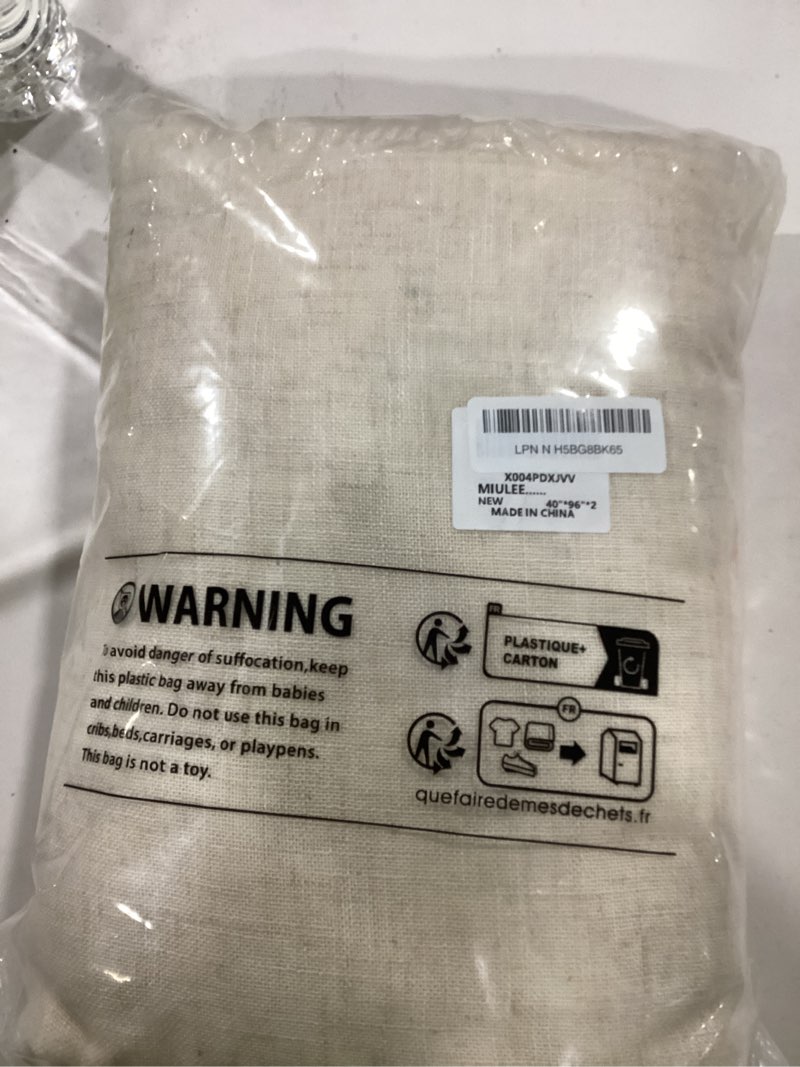 LPN N H5BG8BK65
X004PDXJVV
MIULEE......
NEW 40"*96"*2
MADE IN CHINA
WARNING
To avoid danger of suffocation,keep
this plastic bag away from babies
and children. Do not use this bag in
cribs,beds,carriages, or playpens.
This bag is not a toy.
FR
PLASTIQUE+
CARTON
FR
quefairedemesdechets.fr